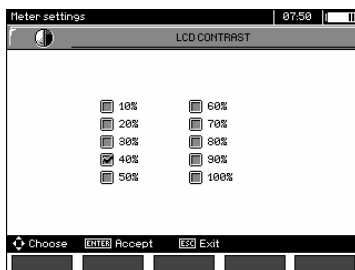 Meter settings 07:50
LCD CONTRAST
10% 60%
20% 70%
30% 80%
40% 90%
50% 100%
Choose ENTER Accept ESC Exit